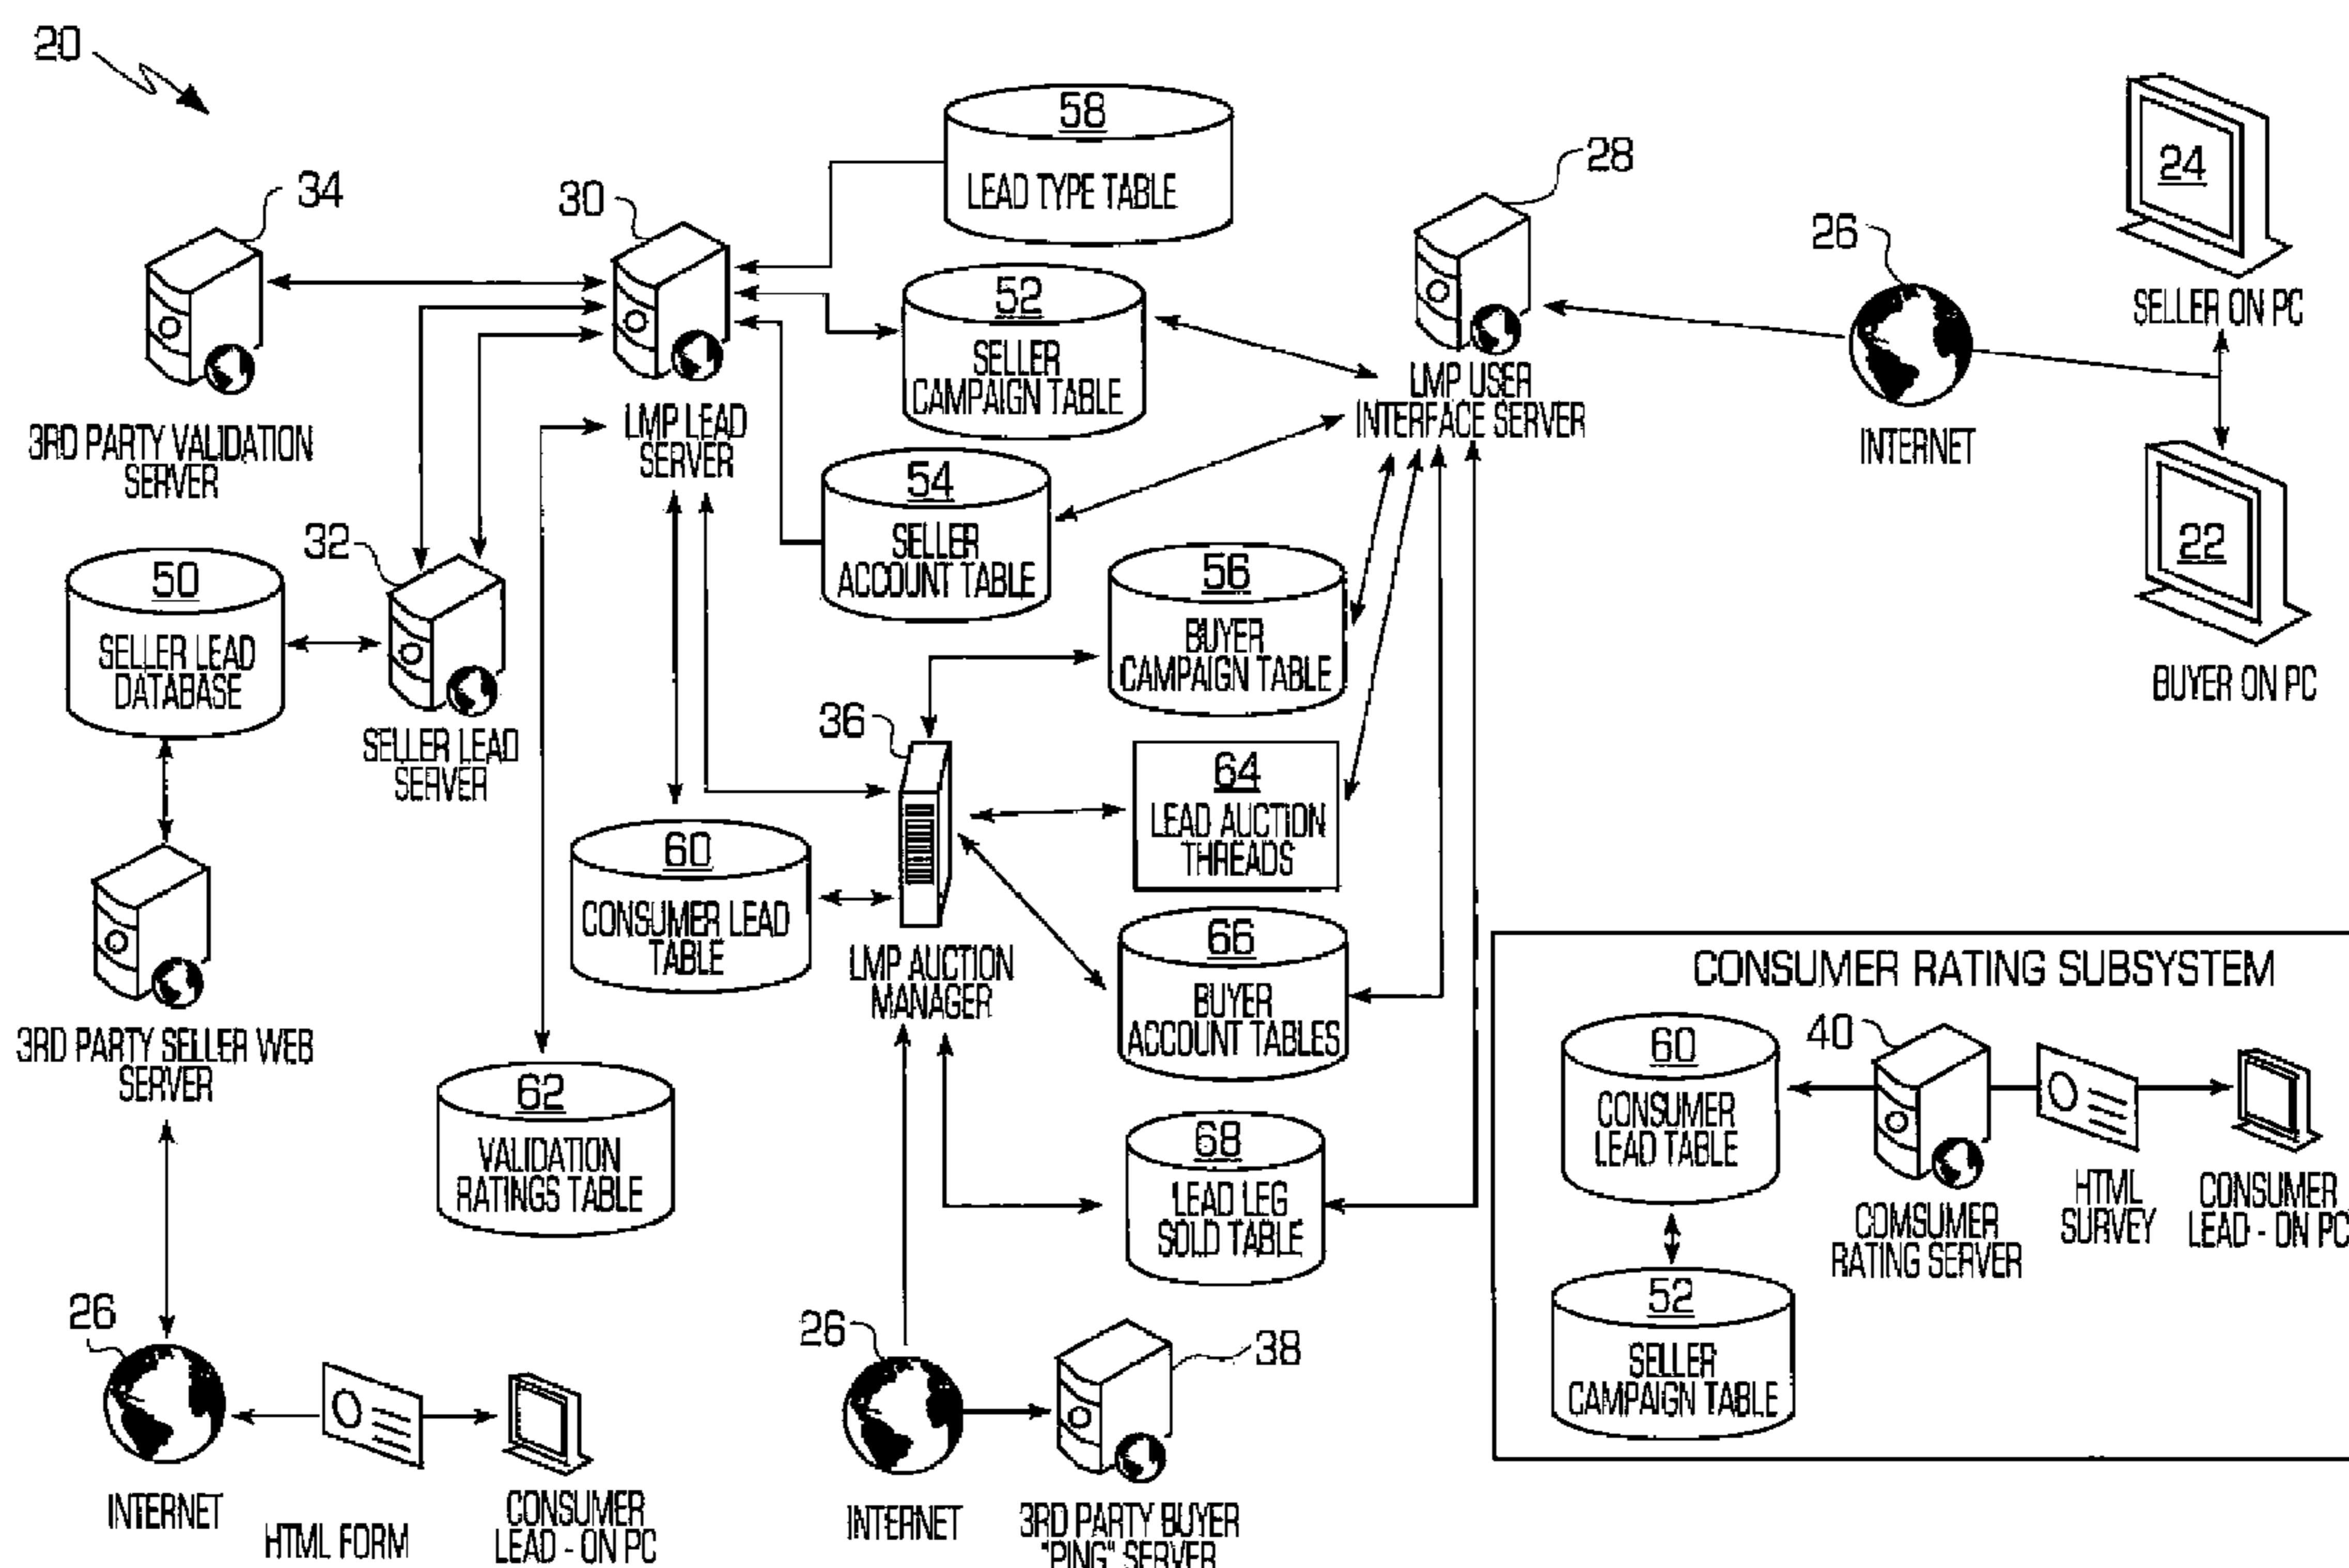 20
58
LEAD TYPE TABLE
34
30
28
26
24
SELLER ON PC
52
SELLER
CAMPAIGN TABLE
LMP USER
INTERFACE SERVER
INTERNET
3RD PARTY VALIDATION
SERVER
LMP LEAD
SERVER
54
SELLER
ACCOUNT TABLE
22
BUYER ON PC
50
SELLER LEAD
DATABASE
32
SELLER LEAD
SERVER
56
BUYER
CAMPAIGN TABLE
36
64
LEAD AUCTION
THREADS
60
CONSUMER LEAD
TABLE
LMP AUCTION
MANAGER
66
BUYER
ACCOUNT TABLES
3RD PARTY SELLER WEB
SERVER
62
VALIDATION
RATINGS TABLE
68
LEAD LEG
SOLD TABLE
CONSUMER RATING SUBSYSTEM
60
CONSUMER
LEAD TABLE
40
COMSUMER
RATING SERVER
HTML
SURVEY
CONSUMER
LEAD - ON PC
52
SELLER
CAMPAIGN TABLE
26
INTERNET
HTML FORM
CONSUMER
LEAD - ON PC
26
INTERNET
38
3RD PARTY BUYER
"PING" SERVER